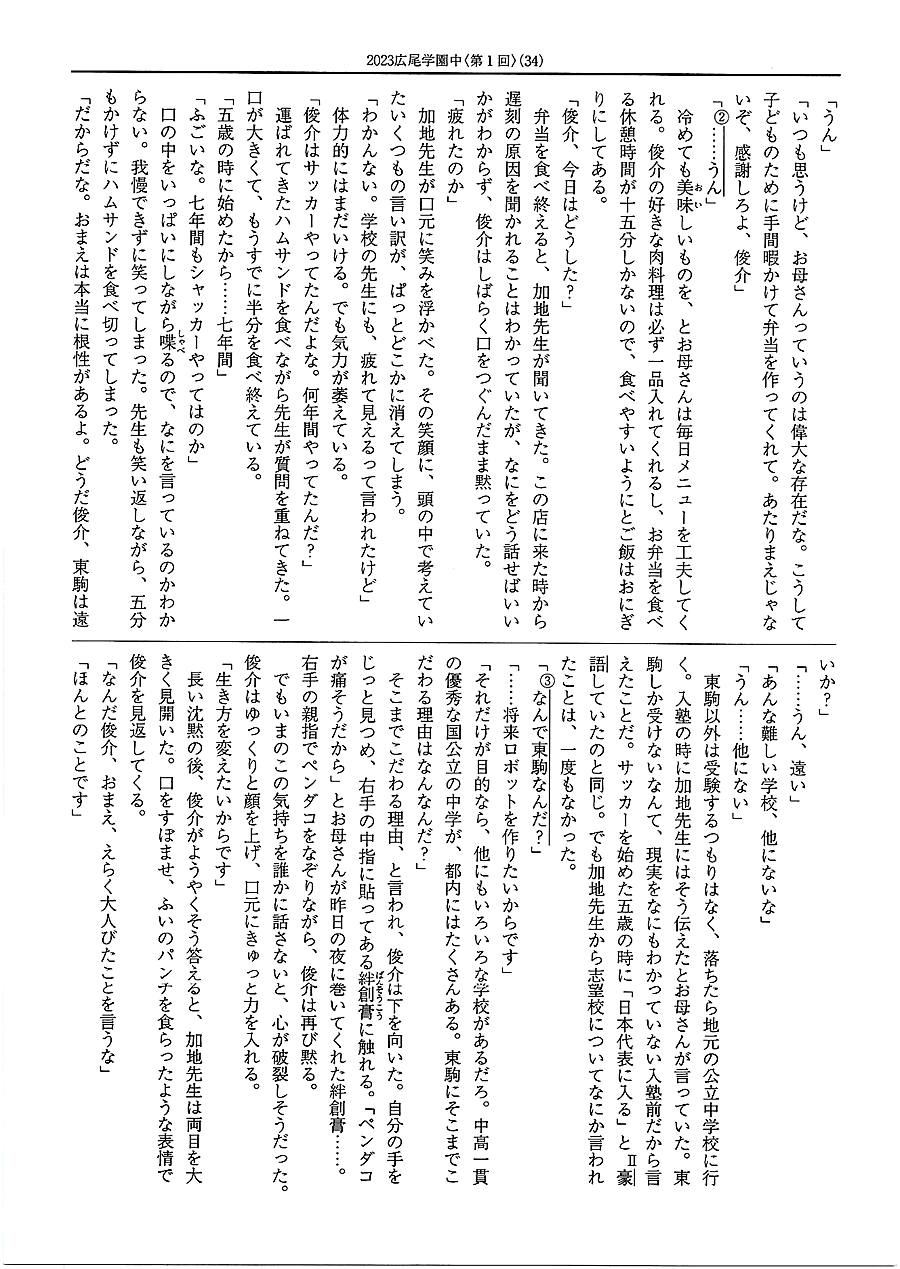 2023広尾学園中〈第１回〉(34)
「うん」
「いつも思うけど、お母さんっていうのは偉大な存在だな。こうして
子どものために手間暇かけて弁当を作ってくれて。あたりまえじゃな
いぞ、感謝しろよ、俊介」
「②……うん」
冷めても美味しいものを、とお母さんは毎日メニューを工夫してく
おい
れる。俊介の好きな肉料理は必ず一品入れてくれるし、お弁当を食べ
る休憩時間が十五分しかないので、食べやすいようにとご飯はおにぎ
りにしてある。
「俊介、今日はどうした？」
弁当を食べ終えると、加地先生が聞いてきた。この店に来た時から
遅刻の原因を聞かれることはわかっていたが、なにをどう話せばいい
かがわからず、俊介はしばらく口をつぐんだまま黙っていた。
「疲れたのか」
加地先生が口元に笑みを浮かべた。その笑顔に、頭の中で考えてい
たいくつもの言い訳が、ぱっとどこかに消えてしまう。
「わかんない。学校の先生にも、疲れて見えるって言われたけど」
体力的にはまだいける。でも気力が萎えている。
「俊介はサッカーやってたんだよな。何年間やってたんだ？」
運ばれてきたハムサンドを食べながら先生が質問を重ねてきた。一
口が大きくて、もうすでに半分を食べ終えている。
「五歳の時に始めたから……七年間」
「ふごいな。七年間もシャッカーやってはのか」
口の中をいっぱいにしながら喋るので、なにを言っているのかわか
しゃべ
らない。我慢できずに笑ってしまった。先生も笑い返しながら、五分
もかけずにハムサンドを食べ切ってしまった。
「だからだな。おまえは本当に根性があるよ。どうだ俊介、東駒は遠
いか？」
「……うん、遠い」
「あんな難しい学校、他にないな」
「うん……他にない」
東駒以外は受験するつもりはなく、落ちたら地元の公立中学校に行
く。入塾の時に加地先生にはそう伝えたとお母さんが言っていた。東
駒しか受けないなんて、現実をなにもわかっていない入塾前だから言
えたことだ。サッカーを始めた五歳の時に「日本代表に入る」とⅡ豪
語していたのと同じ。でも加地先生から志望校についてなにか言われ
たことは、一度もなかった。
「③なんで東駒なんだ？」
「……将来ロボットを作りたいからです」
「それだけが目的なら、他にもいろいろな学校があるだろ。中高一貫
の優秀な国公立の中学が、都内にはたくさんある。東駒にそこまでこ
だわる理由はなんなんだ？」
そこまでこだわる理由、と言われ、俊介は下を向いた。自分の手を
じっと見つめ、右手の中指に貼ってある絆創膏に触れる。「ペンダコ
ばんそうこう
が痛そうだから」とお母さんが昨日の夜に巻いてくれた絆創膏……。
右手の親指でペンダコをなぞりながら、俊介は再び黙る。
でもいまのこの気持ちを誰かに話さないと、心が破裂しそうだった。
俊介はゆっくりと顔を上げ、口元にきゅっと力を入れる。
「生き方を変えたいからです」
長い沈黙の後、俊介がようやくそう答えると、加地先生は両目を大
きく見開いた。口をすぼませ、ふいのパンチを食らったような表情で
俊介を見返してくる。
「なんだ俊介、おまえ、えらく大人びたことを言うな」
「ほんとのことです」